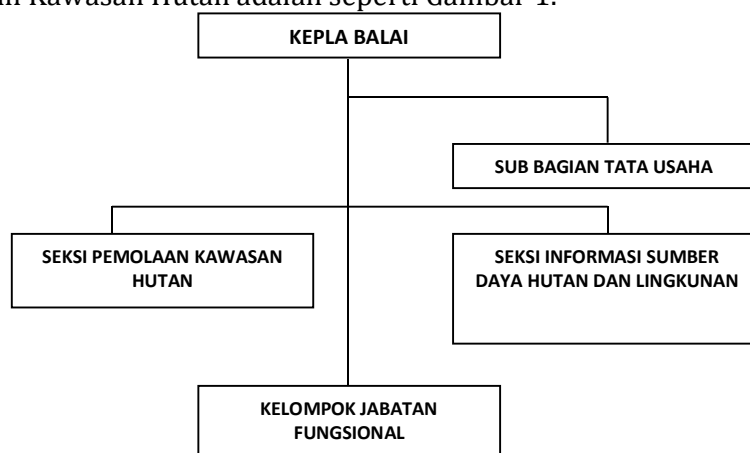 Kawasan Hutan adalah seperti Gambar 1.
KEPLA BALAI
SUB BAGIAN TATA USAHA
SEKSI PEMOLAAN KAWASAN
HUTAN
SEKSI INFORMASI SUMBER
DAYA HUTAN DAN LINGKUNAN
KELOMPOK JABATAN
FUNGSIONAL